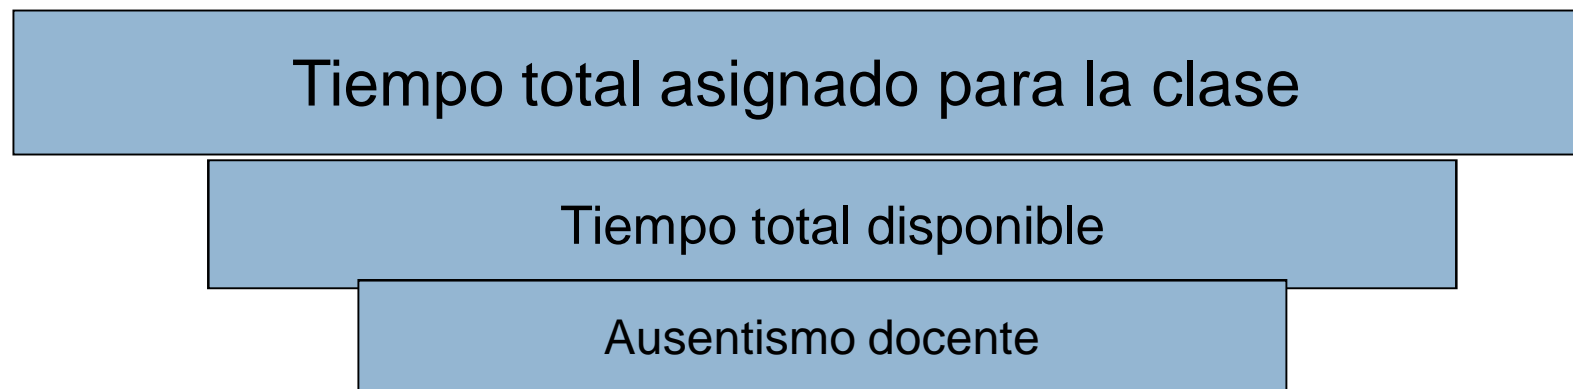 Tiempo total asignado para la clase
Tiempo total disponible
Ausentismo docente